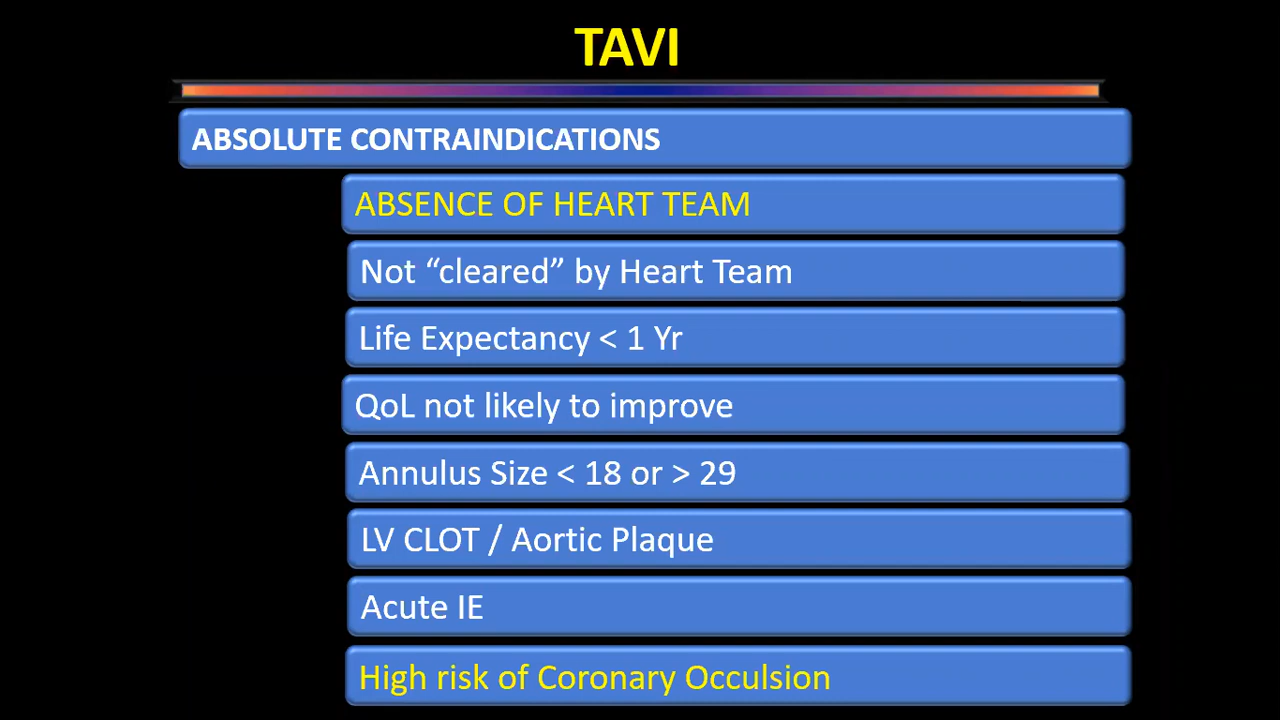 TAVI
ABSOLUTE CONTRAINDICATIONS
ABSENCE OF HEART TEAM
Not “cleared” by Heart Team
Life Expectancy < 1 Yr
QoL not likely to improve
Annulus Size < 18 or > 29
LV CLOT / Aortic Plaque
Acute IE
High risk of Coronary Occulsion